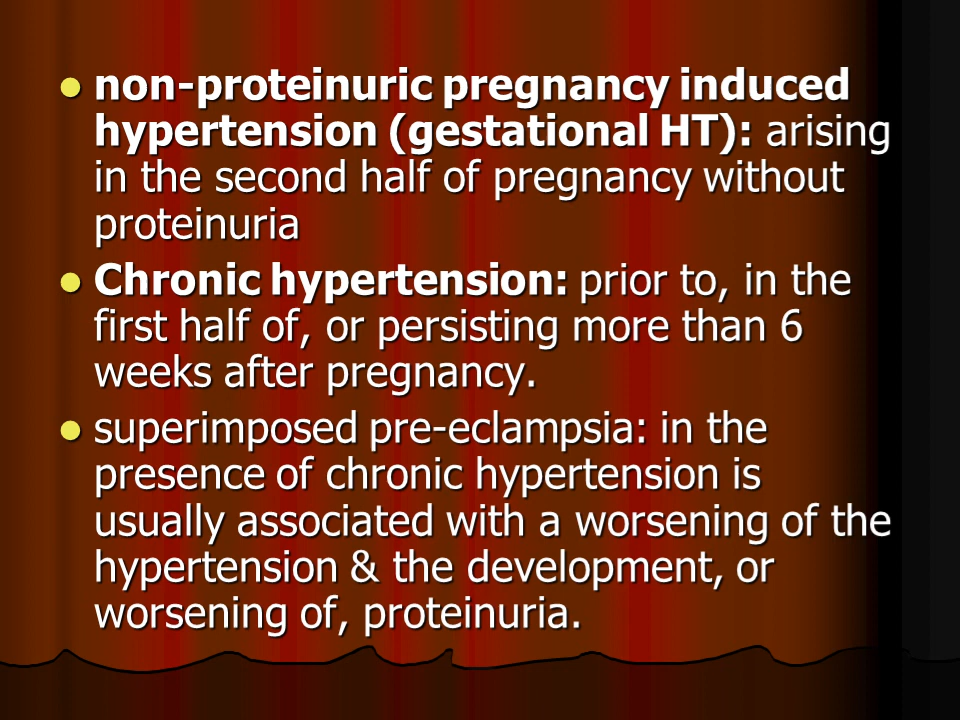 non-proteinuric pregnancy induced
hypertension (gestational HT): arising
in the second half of pregnancy without
proteinuria
Chronic hypertension: prior to, in the
first half of, or persisting more than 6
weeks after pregnancy.
superimposed pre-eclampsia: in the
presence of chronic hypertension is
usually associated with a worsening of the
hypertension & the development, or
worsening of, proteinuria.